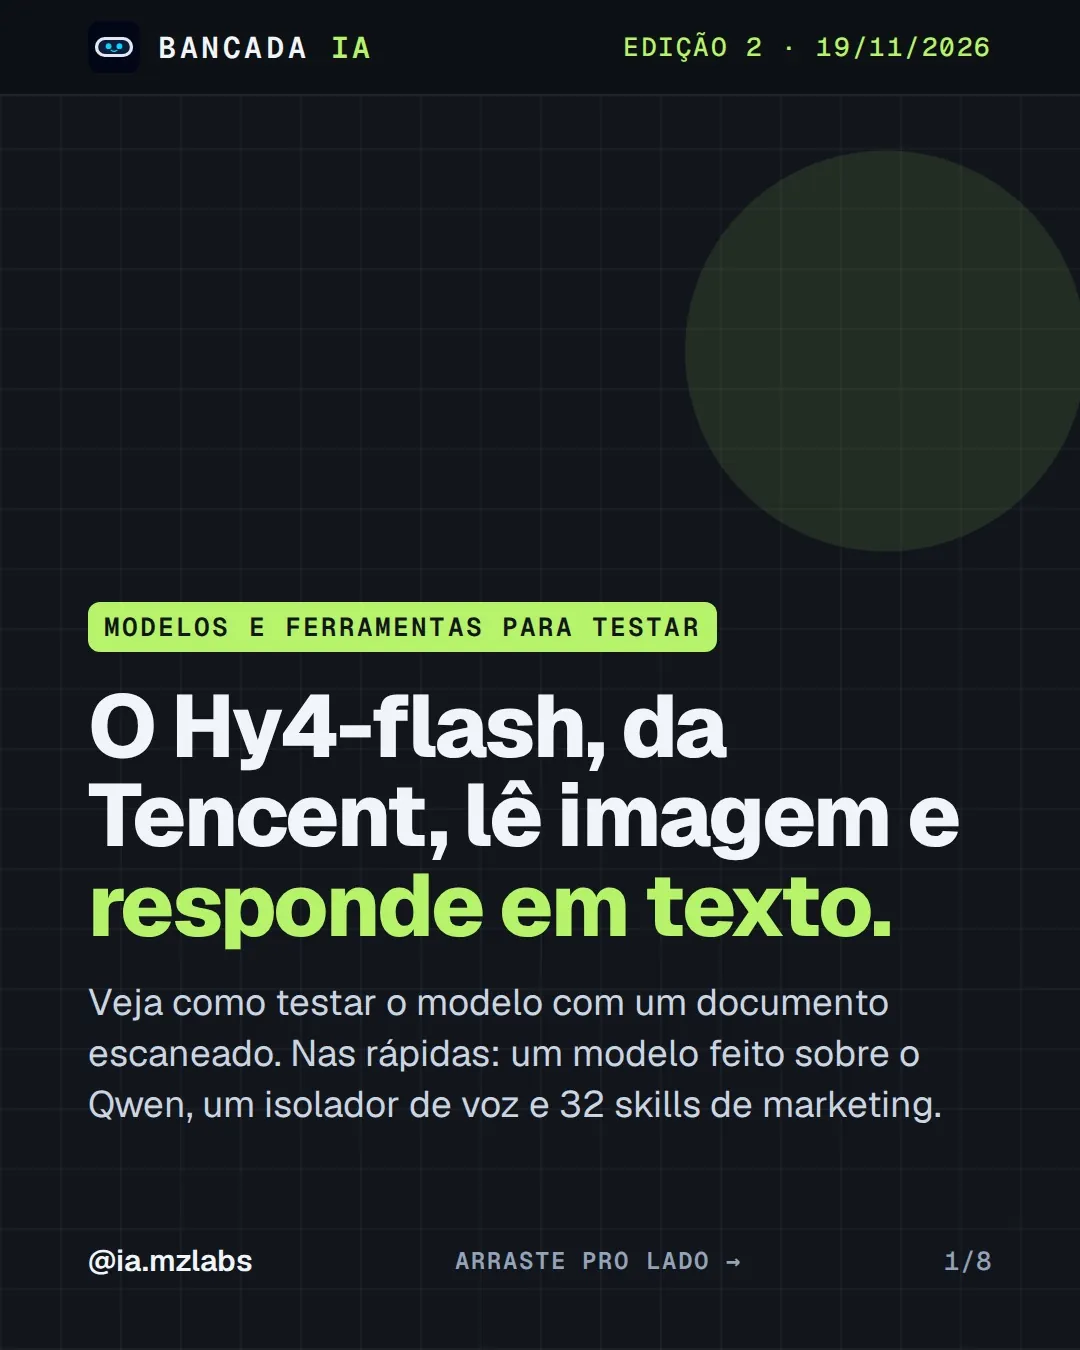 BANCADA IA
EDIÇÃO 2 · 19/11/2026
MODELOS E FERRAMENTAS PARA TESTAR
O Hy4-flash, da
Tencent, lê imagem e
responde em texto.
Veja como testar o modelo com um documento
escaneado. Nas rápidas: um modelo feito sobre o
Qwen, um isolador de voz e 32 skills de marketing.
@ia.mzlabs
ARRASTE PRO LADO →
1/8